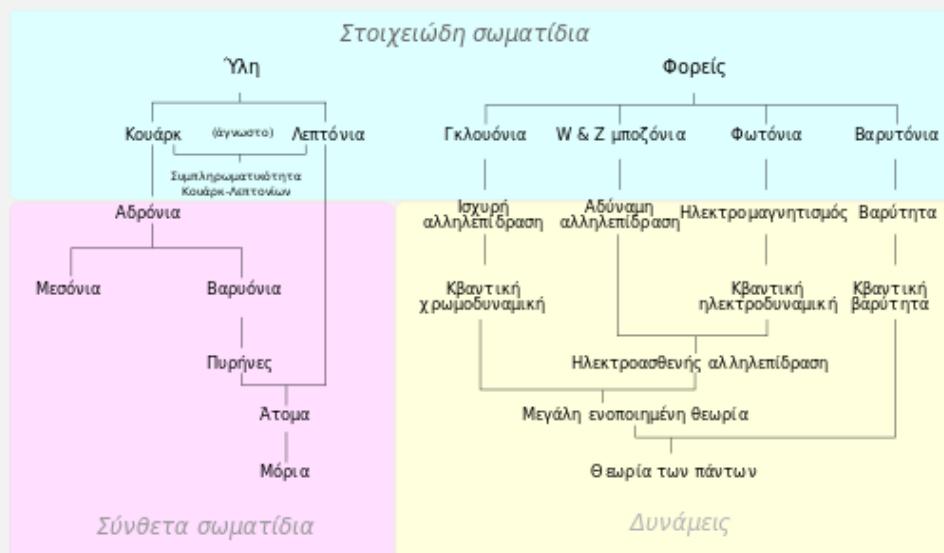 Στοιχειώδη σωματίδια
Ύλη
Φορείς
Κουάρκ
(άγνωστο)
Λεπτόνια
Γκλουόνια
W & Z μποζόνια
Φωτόνια
Βαρυτόνια
Συμπληρωματικότητα
Κουάρκ-Λεπτονίων
Αδρόνια
Ισχυρή
αλληλεπίδραση
Αδύναμη
αλληλεπίδραση
Ηλεκτρομαγνητισμός
Βαρύτητα
Μεσόνια
Βαρυόνια
Κβαντική
χρωμοδυναμική
Κβαντική
ηλεκτροδυναμική
Κβαντική
βαρύτητα
Πυρήνες
Ηλεκτροασθενής αλληλεπίδραση
Άτομα
Μεγάλη ενοποιημένη θεωρία
Μόρια
Θεωρία των πάντων
Σύνθετα σωματίδια
Δυνάμεις